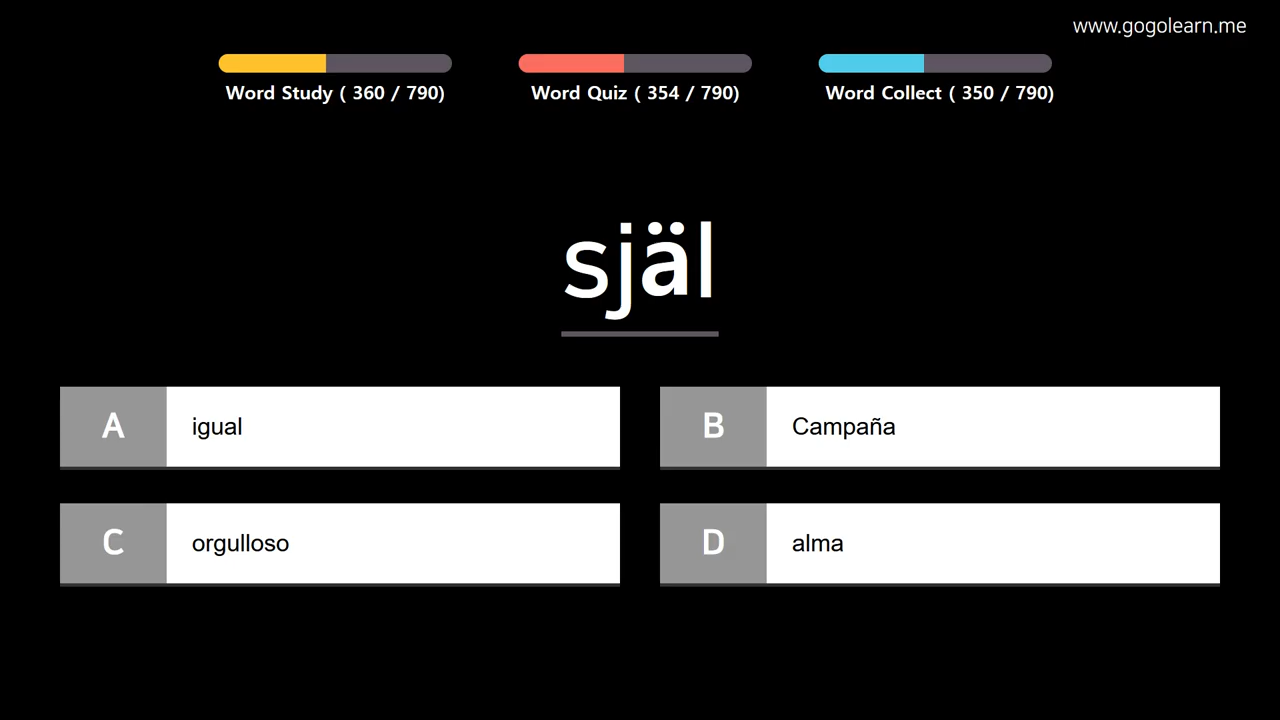 www.gogolearn.me
Word Study ( 360 / 790)
Word Quiz ( 354 / 790)
Word Collect ( 350 / 790)
själ
A igual
B Campaña
C orgulloso
D alma